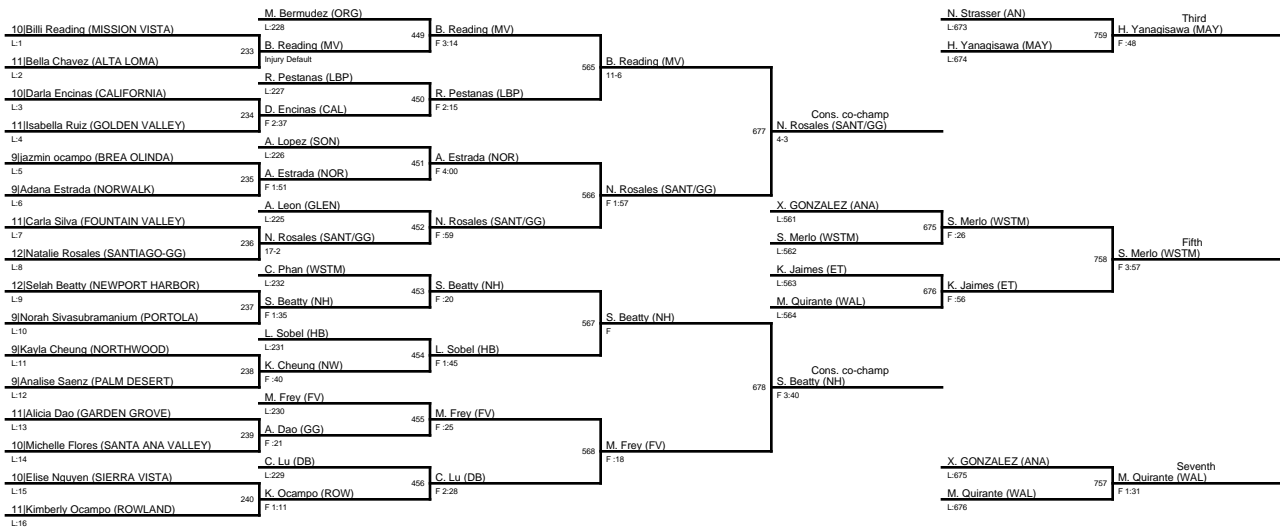 10|Billi Reading (MISSION VISTA)
L:1
11|Bella Chavez (ALTA LOMA)
L:2
10|Darla Encinas (CALIFORNIA)
L:3
11|Isabella Ruiz (GOLDEN VALLEY)
L:4
9|jazmin ocampo (BREA OLINDA)
L:5
9|Adana Estrada (NORWALK)
L:6
11|Carla Silva (FOUNTAIN VALLEY)
L:7
12|Natalie Rosales (SANTIAGO-GG)
L:8
12|Selah Beatty (NEWPORT HARBOR)
L:9
9|Norah Sivasubramanium (PORTOLA)
L:10
9|Kayla Cheung (NORTHWOOD)
L:11
9|Analise Saenz (PALM DESERT)
L:12
11|Alicia Dao (GARDEN GROVE)
L:13
10|Michelle Flores (SANTA ANA VALLEY)
L:14
10|Elise Nguyen (SIERRA VISTA)
L:15
11|Kimberly Ocampo (ROWLAND)
L:16
233
234
235
236
237
238
239
240
M. Bermudez (ORG)
L:228
B. Reading (MV)
Injury Default
R. Pestanas (LBP)
L:227
D. Encinas (CAL)
F 2:37
A. Lopez (SON)
L:226
A. Estrada (NOR)
F 1:51
A. Leon (GLEN)
L:225
N. Rosales (SANT/GG)
17-2
C. Phan (WSTM)
L:232
S. Beatty (NH)
F 1:35
L. Sobel (HB)
L:231
K. Cheung (NW)
F :40
M. Frey (FV)
L:230
A. Dao (GG)
F :21
C. Lu (DB)
L:229
K. Ocampo (ROW)
F 1:11
449
450
451
452
453
454
455
456
B. Reading (MV)
F 3:14
R. Pestanas (LBP)
F 2:15
A. Estrada (NOR)
F 4:00
N. Rosales (SANT/GG)
F :59
S. Beatty (NH)
F :20
L. Sobel (HB)
F 1:45
M. Frey (FV)
F :25
C. Lu (DB)
F 2:28
565
566
567
568
B. Reading (MV)
11-6
N. Rosales (SANT/GG)
F 1:57
S. Beatty (NH)
F
M. Frey (FV)
F :18
677
678
Cons. co-champ
N. Rosales (SANT/GG)
4-3
Cons. co-champ
S. Beatty (NH)
F 3:40
X. GONZALEZ (ANA)
L:561
S. Merlo (WSTM)
L:562
K. Jaimes (ET)
L:563
M. Quirante (WAL)
L:564
675
676
S. Merlo (WSTM)
F :26
K. Jaimes (ET)
F :56
758
Fifth
S. Merlo (WSTM)
F 3:57
N. Strasser (AN)
L:673
H. Yanagisawa (MAY)
L:674
759
Third
H. Yanagisawa (MAY)
F :48
X. GONZALEZ (ANA)
L:675
M. Quirante (WAL)
L:676
757
Seventh
M. Quirante (WAL)
F 1:31